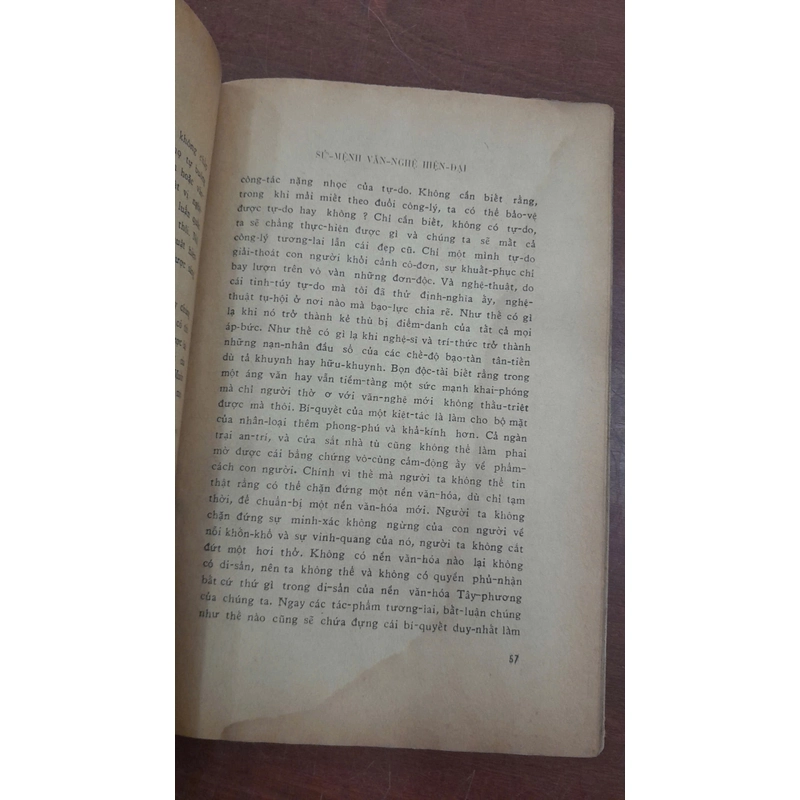 không chịu
tự
hoặc
vì
luẩn
thời.
có
SỨ-MỆNH VĂN-NGHỆ HIỆN-ĐẠI
công-tác nặng nhọc của tự-do. Không cần biết rằng,
trong khi mải miết theo đuổi công-lý, ta có thể bảo-vệ
được tự-do hay không ? Chỉ cần biết, không có tự-do,
ta sẽ chẳng thực-hiện được gì và chúng ta sẽ mất cả
công-lý tương-lai lẫn cái đẹp cũ. Chỉ một mình tự-do
giải-thoát con người khỏi cảnh cô-đơn, sự khuất-phục chỉ
bay lượn trên vô vàn những đơn-độc. Và nghệ-thuật, do
cái tinh-túy tự-do mà tôi đã thử định-nghĩa ấy, nghệ-
thuật tụ-hội ở nơi nào mà bạo-lực chia rẽ. Như thế có gì
lạ khi nó trở thành kẻ thù bị điểm-danh của tất cả mọi
áp-bức. Như thế có gì lạ khi nghệ-sĩ và trí-thức trở thành
những nạn-nhân đầu sổ của các chế-độ bạo-tàn tân-tiến
dù tả khuynh hay hữu-khuynh. Bọn độc-tài biết rằng trong
một áng văn hay vẫn tiềm-tàng một sức mạnh khai-phóng
mà chỉ người thờ ơ với văn-nghệ mới không thấu-triệt
được mà thôi. Bí-quyết của một kiệt-tác là làm cho bộ mặt
của nhân-loại thêm phong-phú và khả-kính hơn. Cả ngàn
trại an-trí, và cửa sắt nhà tù cũng không thể làm phai
mờ được cái bằng chứng vô-cùng cảm-động ấy về phẩm-
cách con người. Chính vì thế mà người ta không thể tin
thật rằng có thể chặn đứng một nền văn-hóa, dù chỉ tạm
thời, để chuẩn-bị một nền văn-hóa mới. Người ta không
chặn đứng sự minh-xác không ngừng của con người về
nỗi khốn-khổ và sự vinh-quang của nó, người ta không cắt
đứt một hơi thở. Không có nền văn-hóa nào lại không
có di-sản, nên ta không thể và không có quyền phủ-nhận
bất cứ thứ gì trong di-sản của nền văn-hóa Tây-phương
của chúng ta. Ngay các tác-phẩm tương-lai, bất-luân chúng
như thế nào cũng sẽ chứa đựng cái bí-quyết duy-nhất làm
57